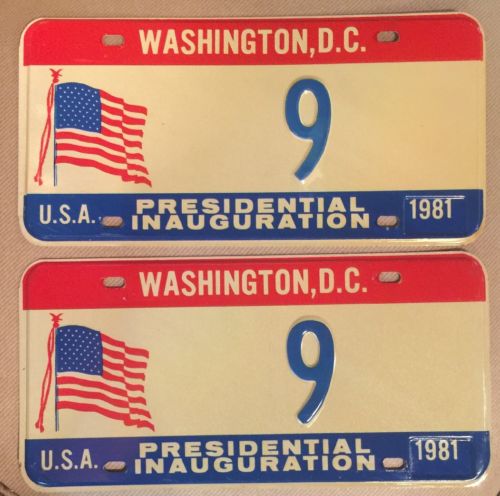 WASHINGTON, D.C.
9
U.S.A. PRESIDENTIAL INAUGURATION 1981
WASHINGTON, D.C.
9
U.S.A. PRESIDENTIAL INAUGURATION 1981